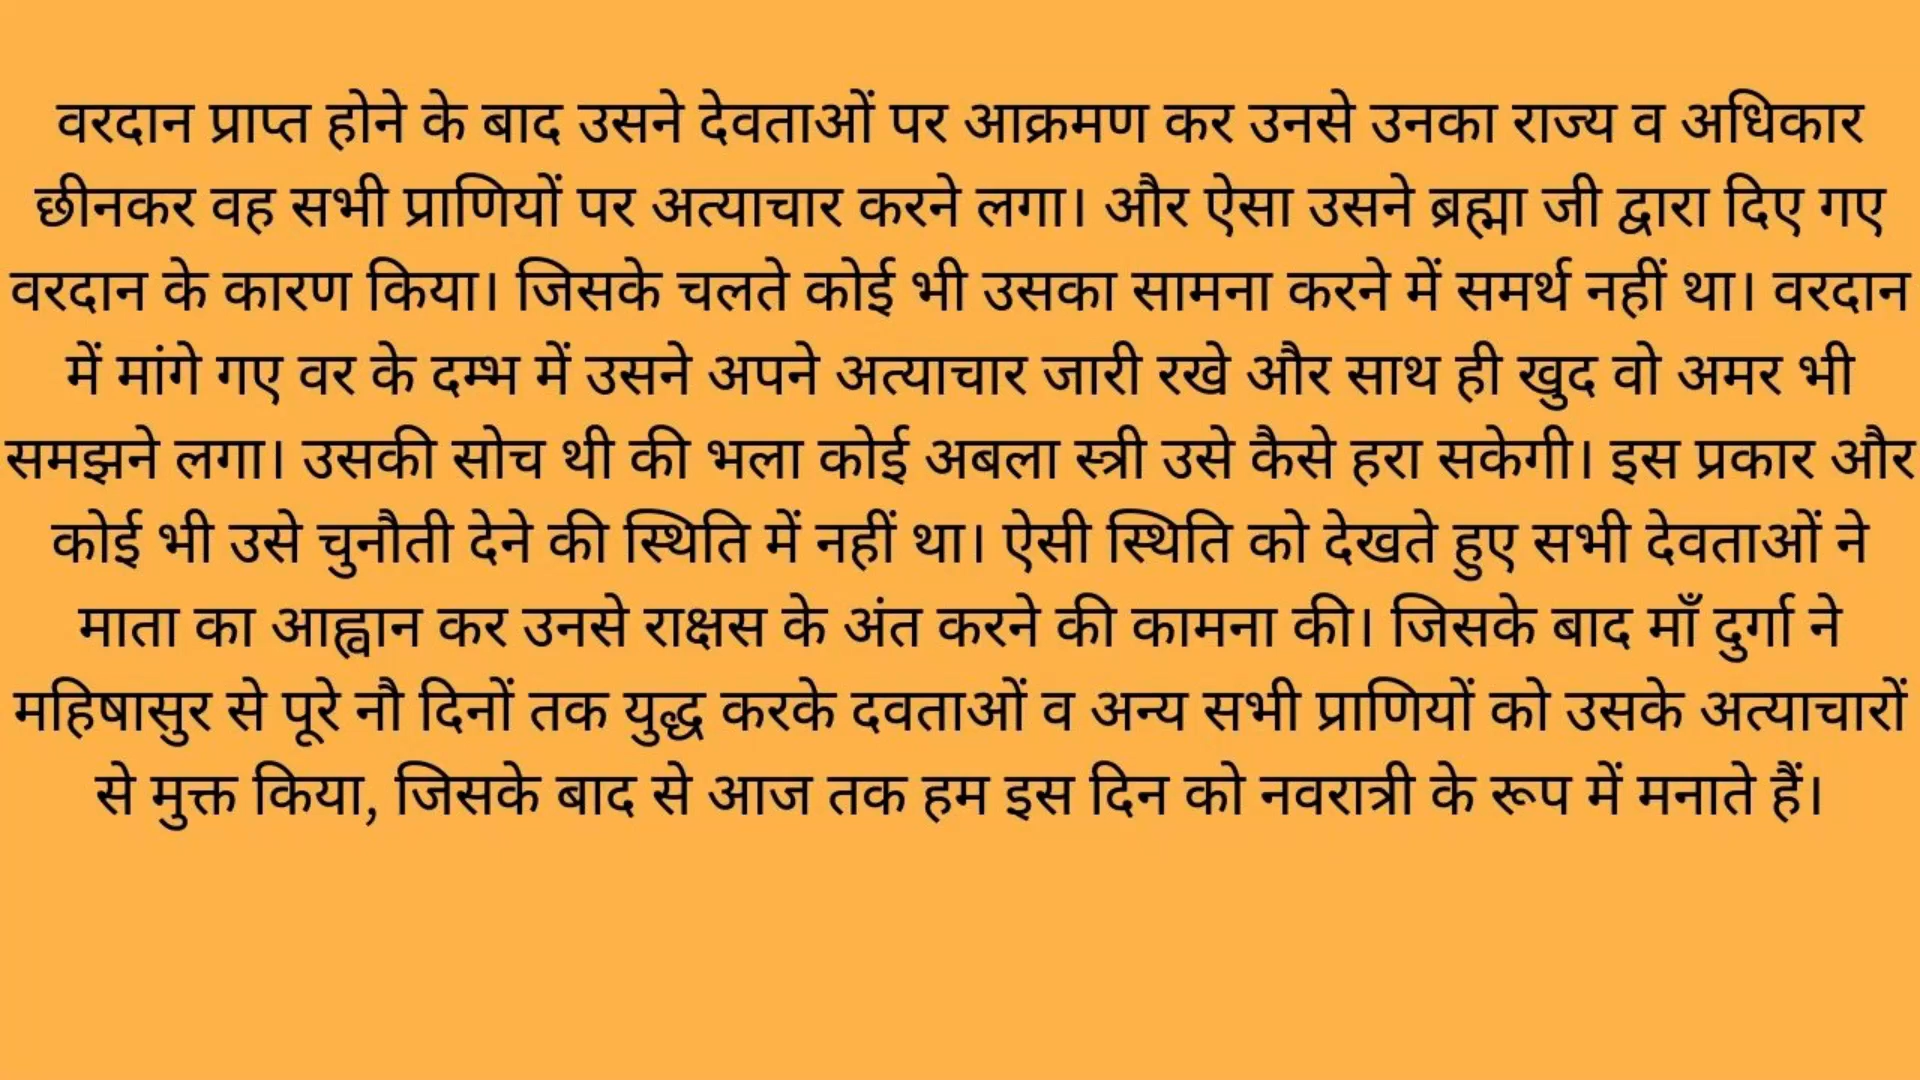 वरदान प्राप्त होने के बाद उसने देवताओं पर आक्रमण कर उनसे उनका राज्य व अधिकार
छीनकर वह सभी प्राणियों पर अत्याचार करने लगा। और ऐसा उसने ब्रह्मा जी द्वारा दिए गए
वरदान के कारण किया। जिसके चलते कोई भी उसका सामना करने में समर्थ नहीं था। वरदान
में मांगे गए वर के दम्भ में उसने अपने अत्याचार जारी रखे और साथ ही खुद वो अमर भी
समझने लगा। उसकी सोच थी की भला कोई अबला स्त्री उसे कैसे हरा सकेगी। इस प्रकार और
कोई भी उसे चुनौती देने की स्थिति में नहीं था। ऐसी स्थिति को देखते हुए सभी देवताओं ने
माता का आह्वान कर उनसे राक्षस के अंत करने की कामना की। जिसके बाद माँ दुर्गा ने
महिषासुर से पूरे नौ दिनों तक युद्ध करके दवताओं व अन्य सभी प्राणियों को उसके अत्याचारों
से मुक्त किया, जिसके बाद से आज तक हम इस दिन को नवरात्री के रूप में मनाते हैं।